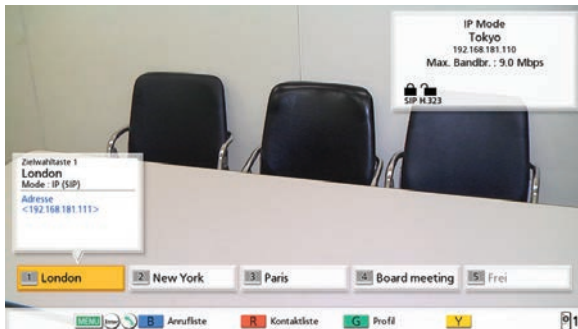 IP Mode
Tokyo
192.168.181.110
Max. Bandbr. : 9.0 Mbps
SIP H.323
Zielwahltaste 1
London
Mode : IP (SIP)
Adresse
<192.168.181.111>
1 London
2 New York
3 Paris
4 Board meeting
5 Frei
MENU Enter B Anrufliste R Kontaktliste G Profil Y 1